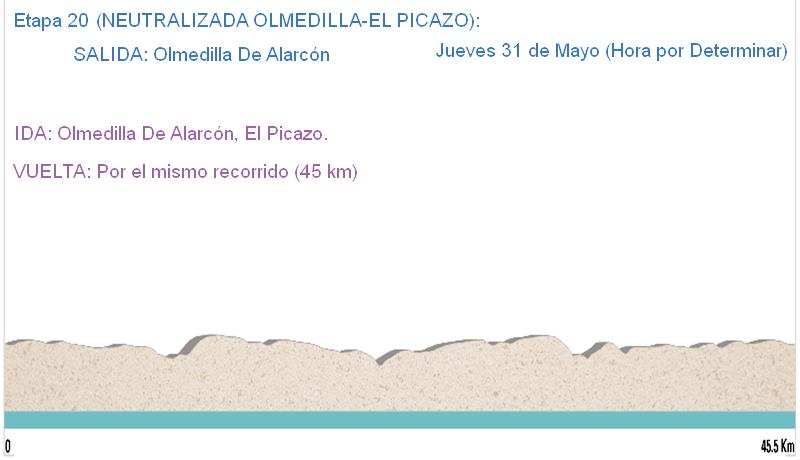 Etapa 20 (NEUTRALIZADA OLMEDILLA-EL PICAZO):
SALIDA: Olmedilla De Alarcón
Jueves 31 de Mayo (Hora por Determinar)
IDA: Olmedilla De Alarcón, El Picazo.
VUELTA: Por el mismo recorrido (45 km)
0
45.5 Km